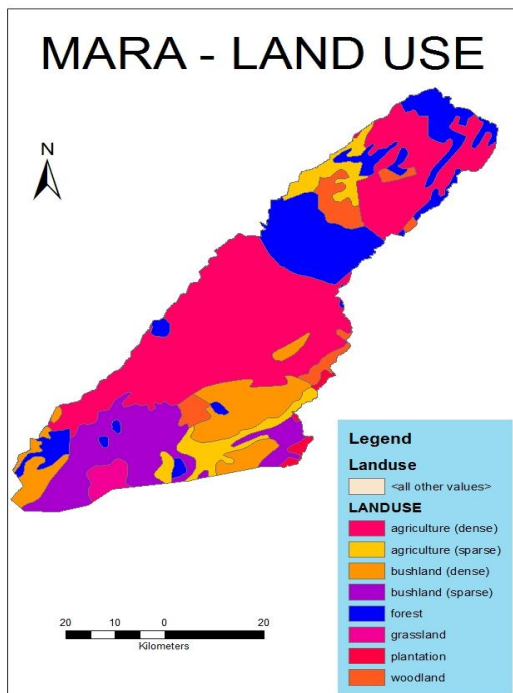 MARA - LAND USE
N
Legend
Landuse
<all other values>
LANDUSE
agriculture (dense)
agriculture (sparse)
bushland (dense)
bushland (sparse)
forest
grassland
plantation
woodland
20 10 0 20
Kilometers